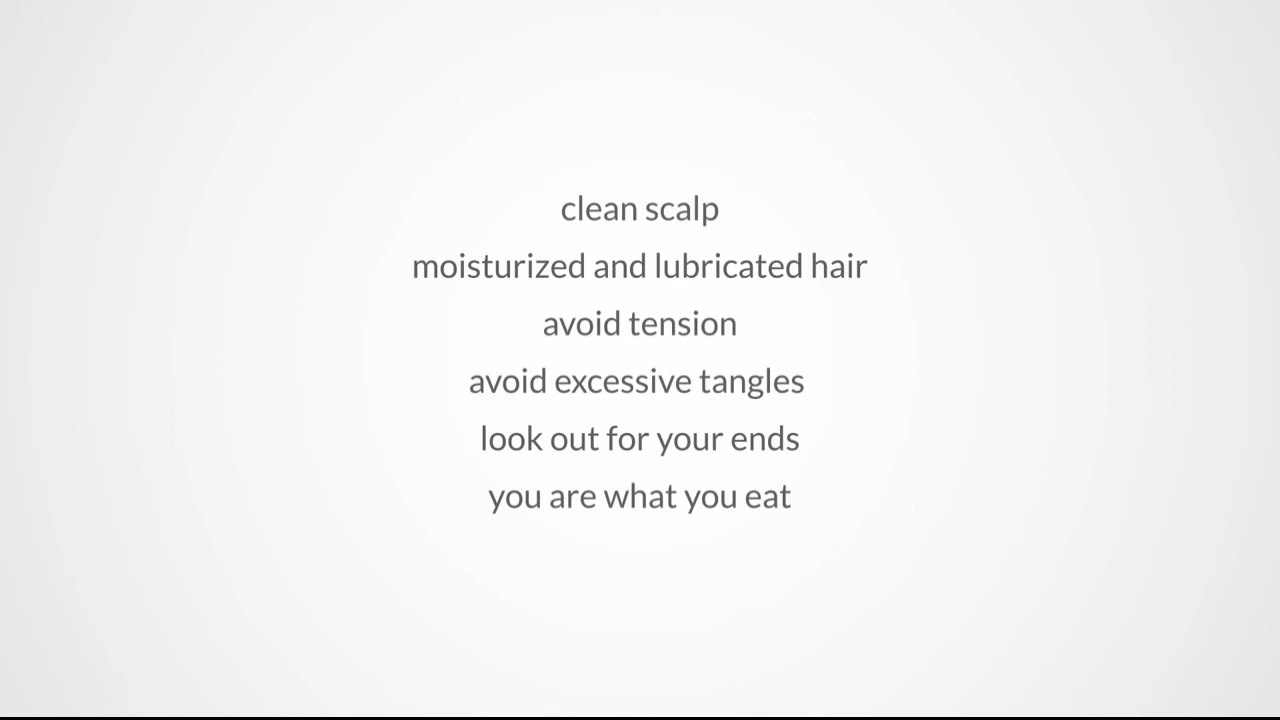 clean scalp
moisturized and lubricated hair
avoid tension
avoid excessive tangles
look out for your ends
you are what you eat